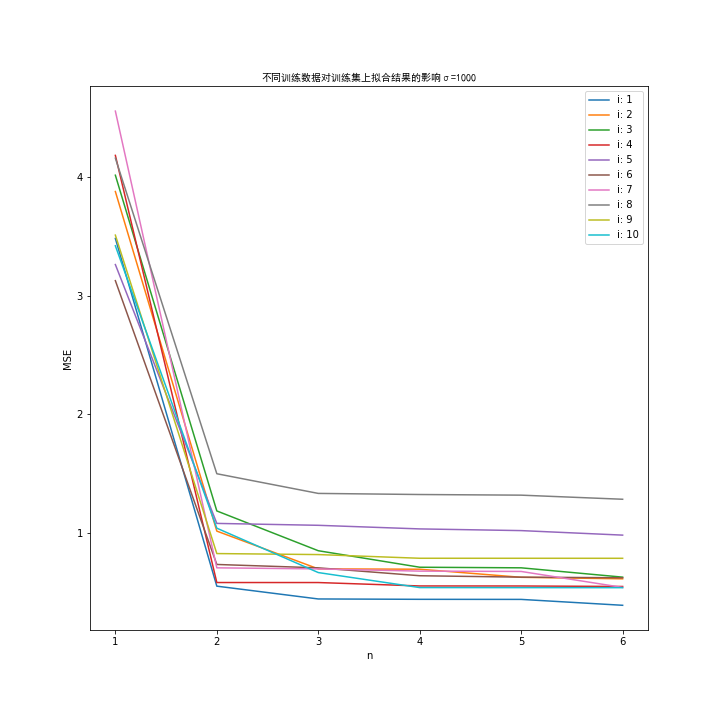 不同训练数据对训练集上拟合结果的影响 σ=1000
i: 1
i: 2
i: 3
i: 4
i: 5
i: 6
i: 7
i: 8
i: 9
i: 10
4
3
2
1
MSE
1 2 3 4 5 6
n